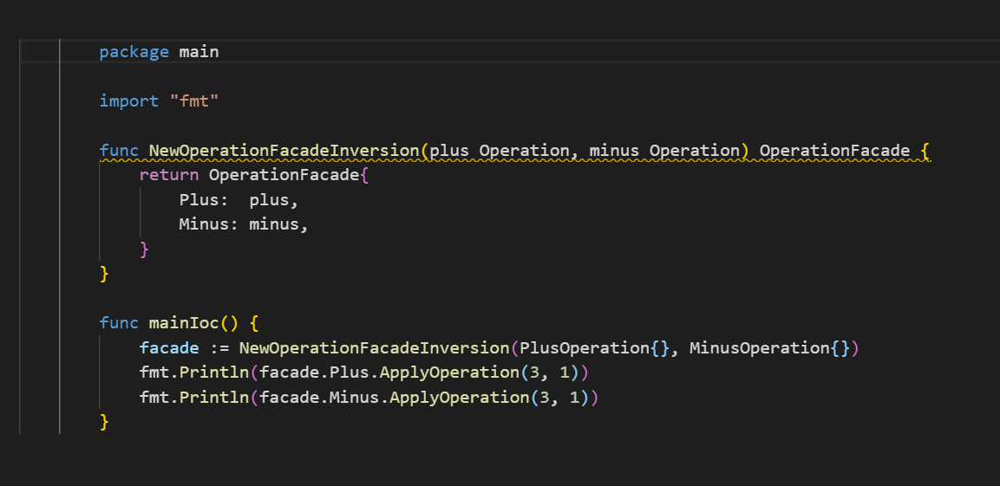 package main
import "fmt"
func NewOperationFacadeInversion(plus Operation, minus Operation) OperationFacade {
    return OperationFacade{
        Plus:  plus,
        Minus: minus,
    }
}
func mainIoc() {
    facade := NewOperationFacadeInversion(PlusOperation{}, MinusOperation{})
    fmt.Println(facade.Plus.ApplyOperation(3, 1))
    fmt.Println(facade.Minus.ApplyOperation(3, 1))
}